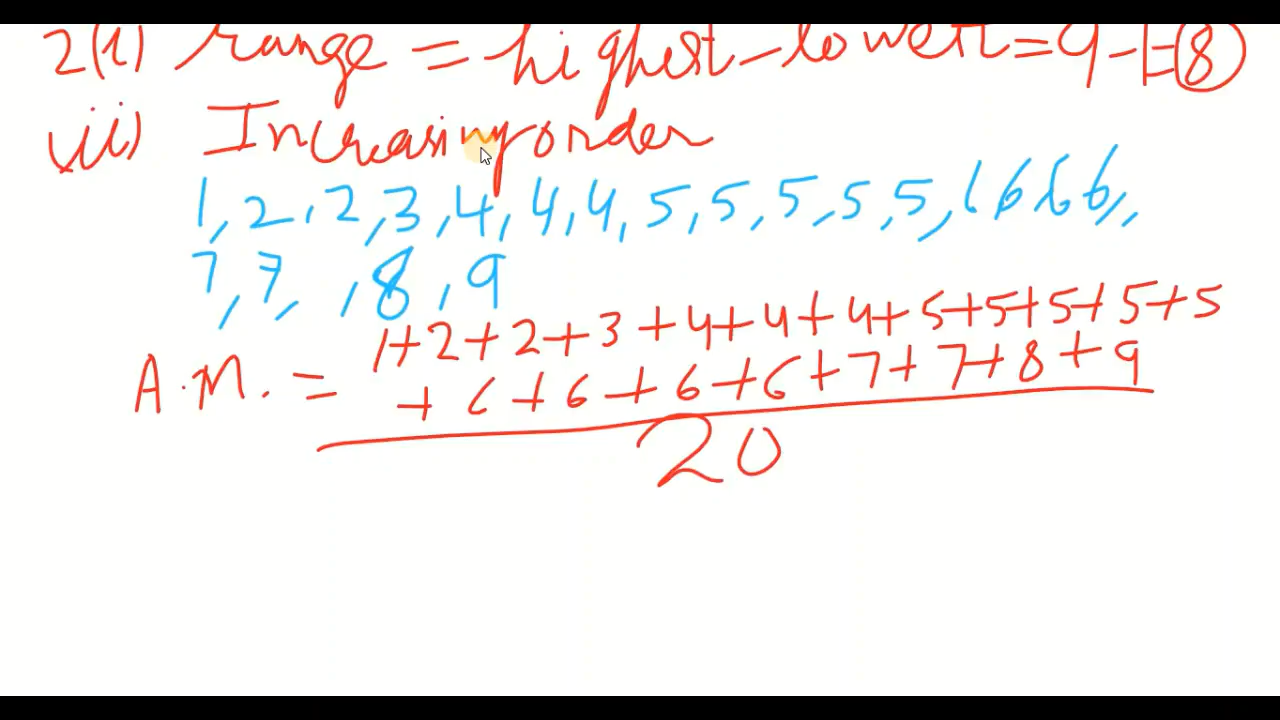 2(i) range = highest-lowest=9-1=8
ii) Increasing order
1,2,2,3,4,4,4,5,5,5,5,5,6 6 6 6,,
7,7, ,8,9
1+2+2+3+4+4+4+5+5+5+5+5
A.M. = +6+6+6+6+7+7+8+9
20